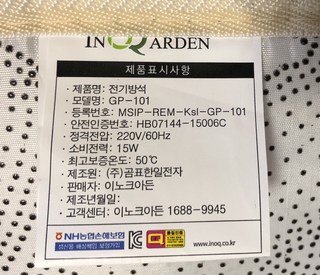 INOQ ARDEN
제품표시사항
· 제품명: 전기방석
· 모델명: GP-101
· 등록번호: MSIP-REM-Ksl-GP-101
· 안전인증번호: HB07144-15006C
· 정격전압: 220V/60Hz
· 소비전력: 15W
· 최고보증온도: 50℃
· 제조원: (주)곰표한일전자
· 판매자: 이노크아든
· 제조년월일:
· 고객센터: 이노크아든 1688-9945
NH농협손해보험
www.inoq.co.kr